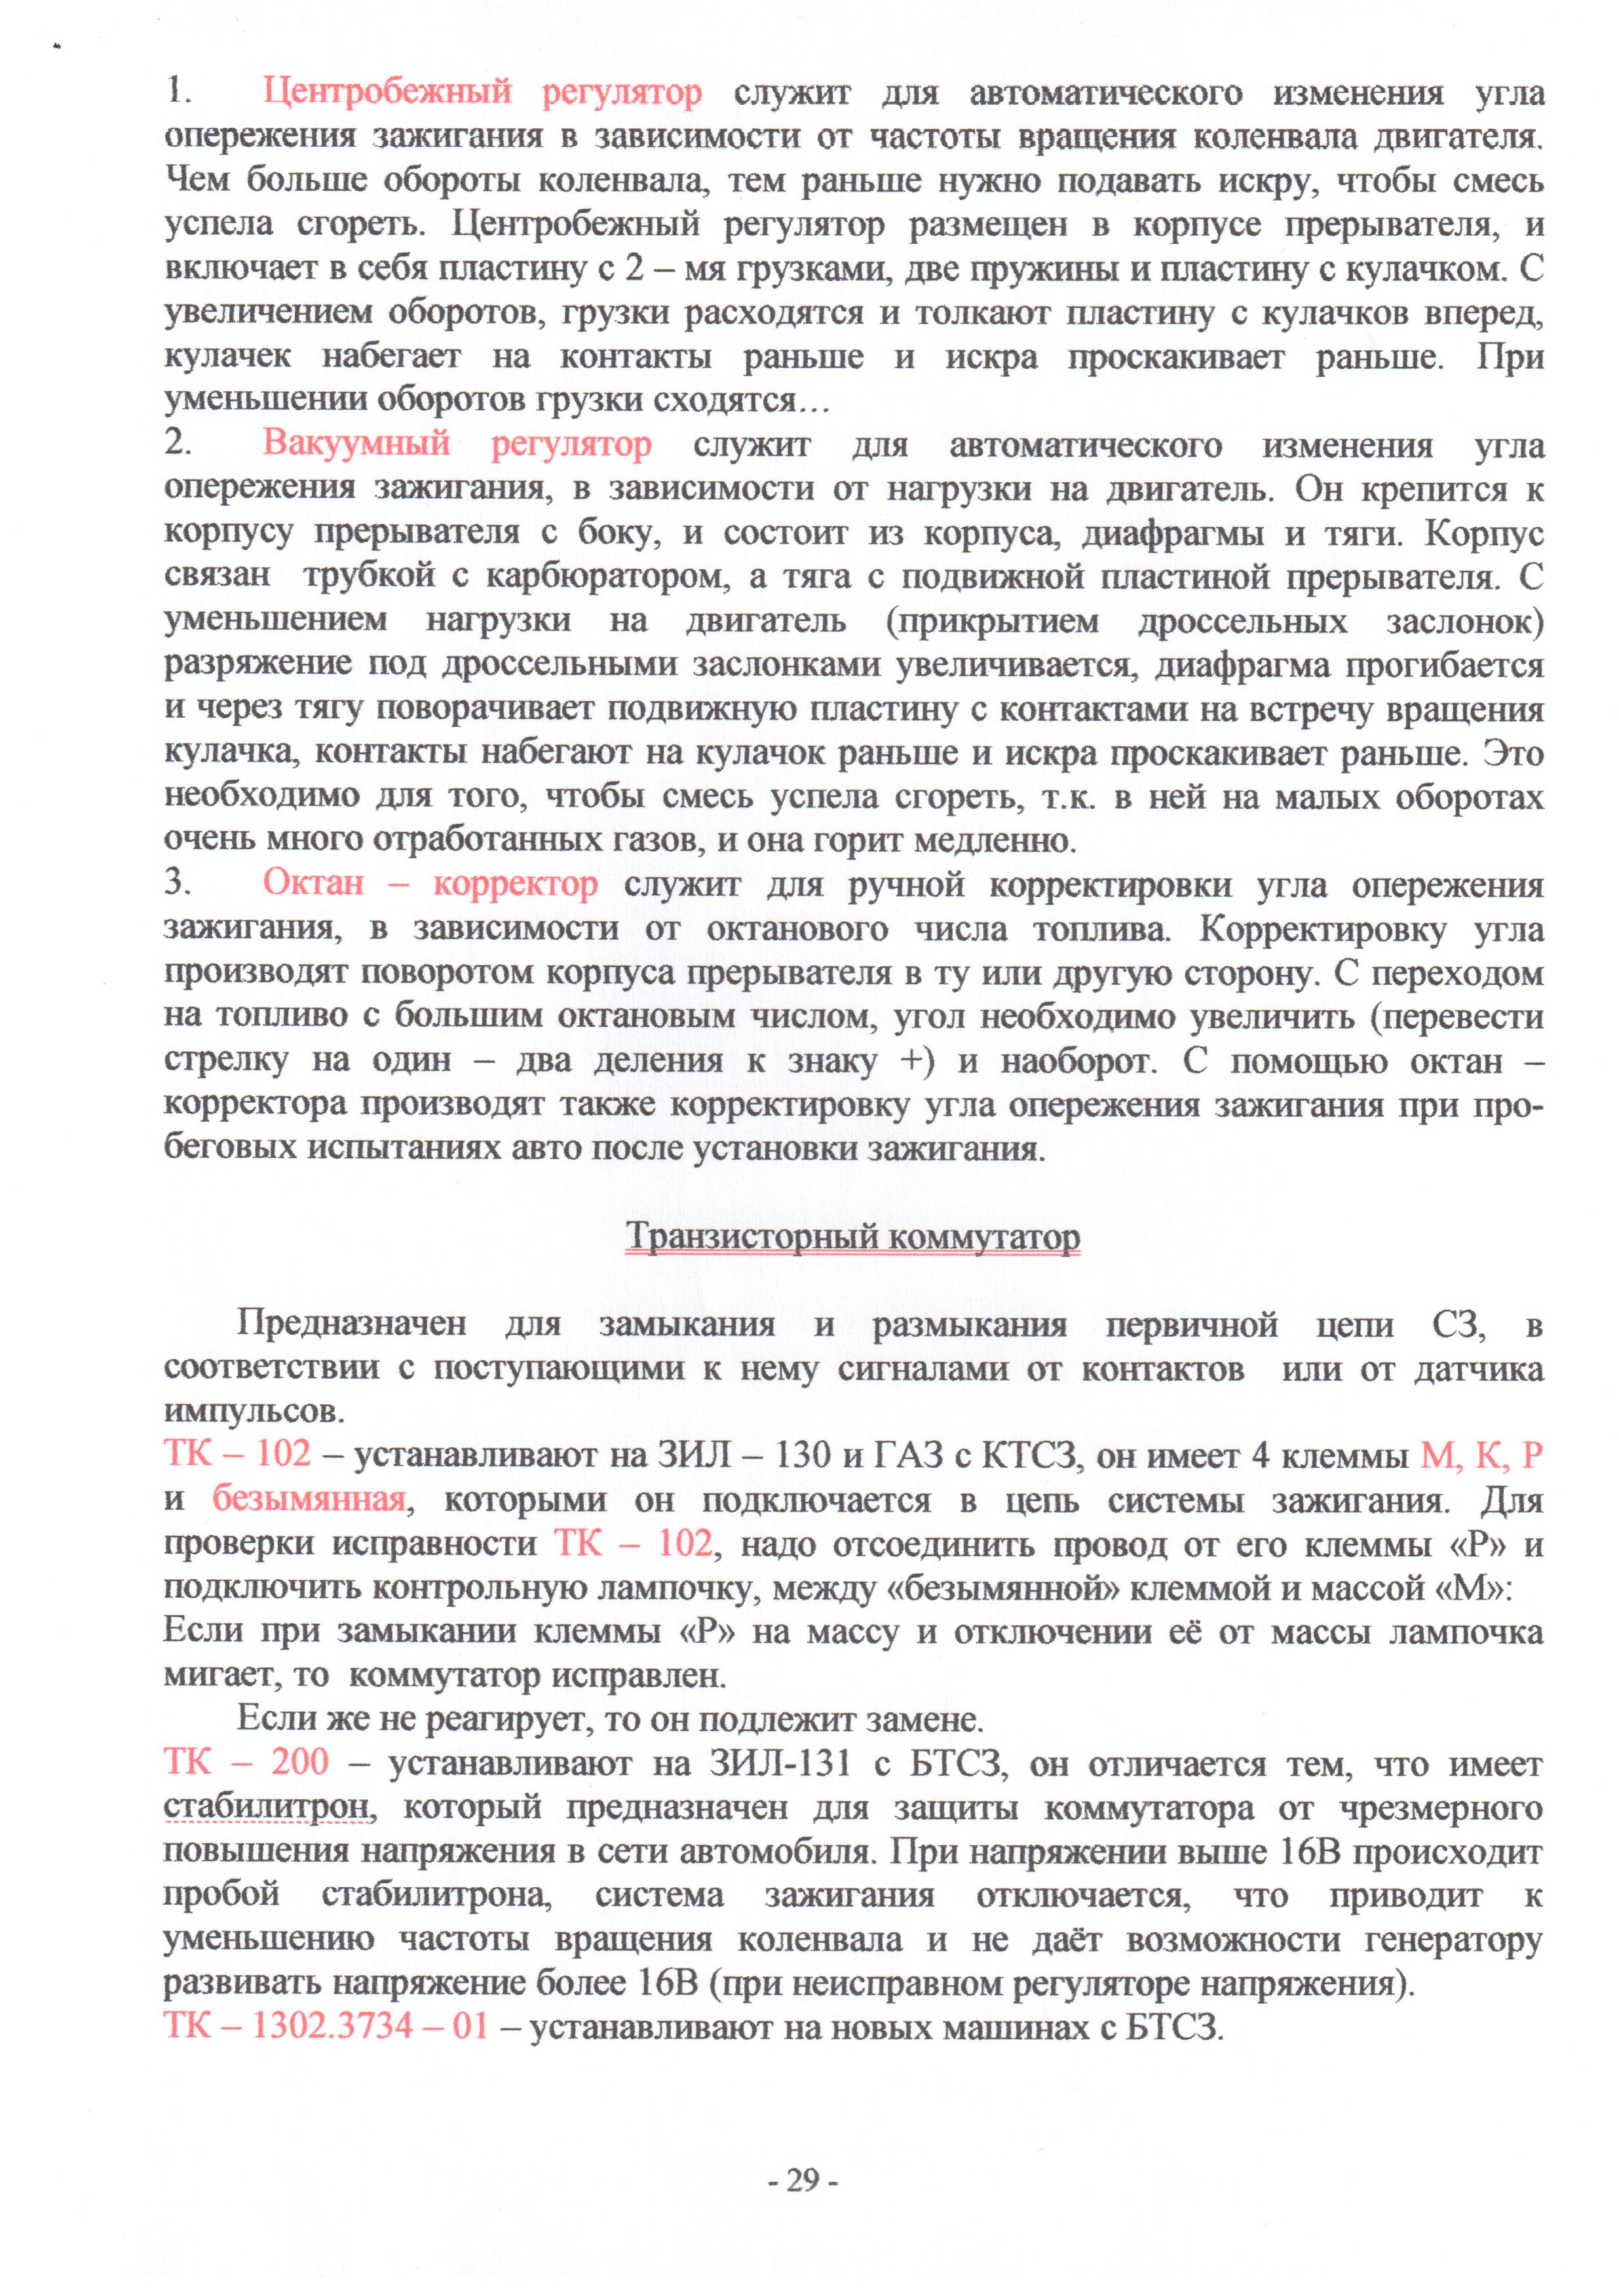 1. Центробежный регулятор служит для автоматического изменения угла
опережения зажигания в зависимости от частоты вращения коленвала двигателя.
Чем больше обороты коленвала, тем раньше нужно подавать искру, чтобы смесь
успела сгореть. Центробежный регулятор размещен в корпусе прерывателя, и
включает в себя пластину с 2 – мя грузками, две пружины и пластину с кулачком. С
увеличением оборотов, грузки расходятся и толкают пластину с кулачков вперед,
кулачек набегает на контакты раньше и искра проскакивает раньше. При
уменьшении оборотов грузки сходятся…
2. Вакуумный регулятор служит для автоматического изменения угла
опережения зажигания, в зависимости от нагрузки на двигатель. Он крепится к
корпусу прерывателя с боку, и состоит из корпуса, диафрагмы и тяги. Корпус
связан трубкой с карбюратором, а тяга с подвижной пластиной прерывателя. С
уменьшением нагрузки на двигатель (прикрытием дроссельных заслонок)
разряжение под дроссельными заслонками увеличивается, диафрагма прогибается
и через тягу поворачивает подвижную пластину с контактами на встречу вращения
кулачка, контакты набегают на кулачок раньше и искра проскакивает раньше. Это
необходимо для того, чтобы смесь успела сгореть, т.к. в ней на малых оборотах
очень много отработанных газов, и она горит медленно.
3. Октан – корректор служит для ручной корректировки угла опережения
зажигания, в зависимости от октанового числа топлива. Корректировку угла
производят поворотом корпуса прерывателя в ту или другую сторону. С переходом
на топливо с большим октановым числом, угол необходимо увеличить (перевести
стрелку на один – два деления к знаку +) и наоборот. С помощью октан –
корректора производят также корректировку угла опережения зажигания при про-
беговых испытаниях авто после установки зажигания.
Транзисторный коммутатор
Предназначен для замыкания и размыкания первичной цепи СЗ, в
соответствии с поступающими к нему сигналами от контактов или от датчика
импульсов.
ТК – 102 – устанавливают на ЗИЛ – 130 и ГАЗ с КТСЗ, он имеет 4 клеммы М, К, Р
и безымянная, которыми он подключается в цепь системы зажигания. Для
проверки исправности ТК – 102, надо отсоединить провод от его клеммы «Р» и
подключить контрольную лампочку, между «безымянной» клеммой и массой «М»:
Если при замыкании клеммы «Р» на массу и отключении её от массы лампочка
мигает, то коммутатор исправлен.
Если же не реагирует, то он подлежит замене.
ТК – 200 – устанавливают на ЗИЛ-131 с БТСЗ, он отличается тем, что имеет
стабилитрон, который предназначен для защиты коммутатора от чрезмерного
повышения напряжения в сети автомобиля. При напряжении выше 16В происходит
пробой стабилитрона, система зажигания отключается, что приводит к
уменьшению частоты вращения коленвала и не даёт возможности генератору
развивать напряжение более 16В (при неисправном регуляторе напряжения).
ТК – 1302.3734 – 01 – устанавливают на новых машинах с БТСЗ.
- 29 -